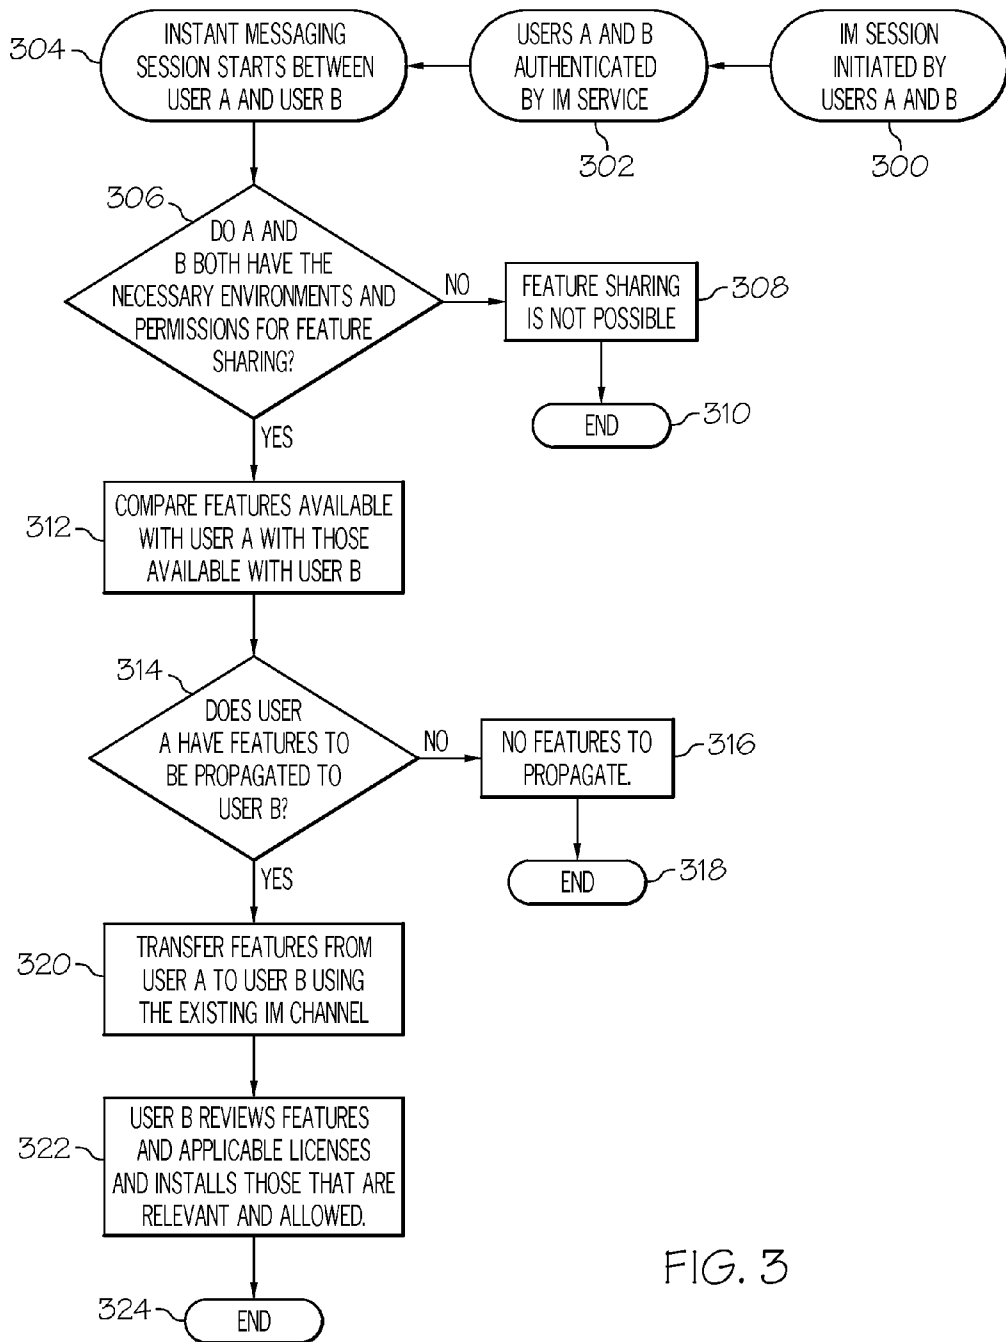 304
INSTANT MESSAGING
SESSION STARTS BETWEEN
USER A AND USER B
USERS A AND B
AUTHENTICATED
BY IM SERVICE
302
IM SESSION
INITIATED BY
USERS A AND B
300
306
DO A AND
B BOTH HAVE THE
NECESSARY ENVIRONMENTS AND
PERMISSIONS FOR FEATURE
SHARING?
NO
FEATURE SHARING
IS NOT POSSIBLE
308
END
310
YES
312
COMPARE FEATURES AVAILABLE
WITH USER A WITH THOSE
AVAILABLE WITH USER B
314
DOES USER
A HAVE FEATURES TO
BE PROPAGATED TO
USER B?
NO
NO FEATURES TO
PROPAGATE.
316
END
318
YES
320
TRANSFER FEATURES FROM
USER A TO USER B USING
THE EXISTING IM CHANNEL
322
USER B REVIEWS FEATURES
AND APPLICABLE LICENSES
AND INSTALLS THOSE THAT ARE
RELEVANT AND ALLOWED.
324
END
FIG. 3